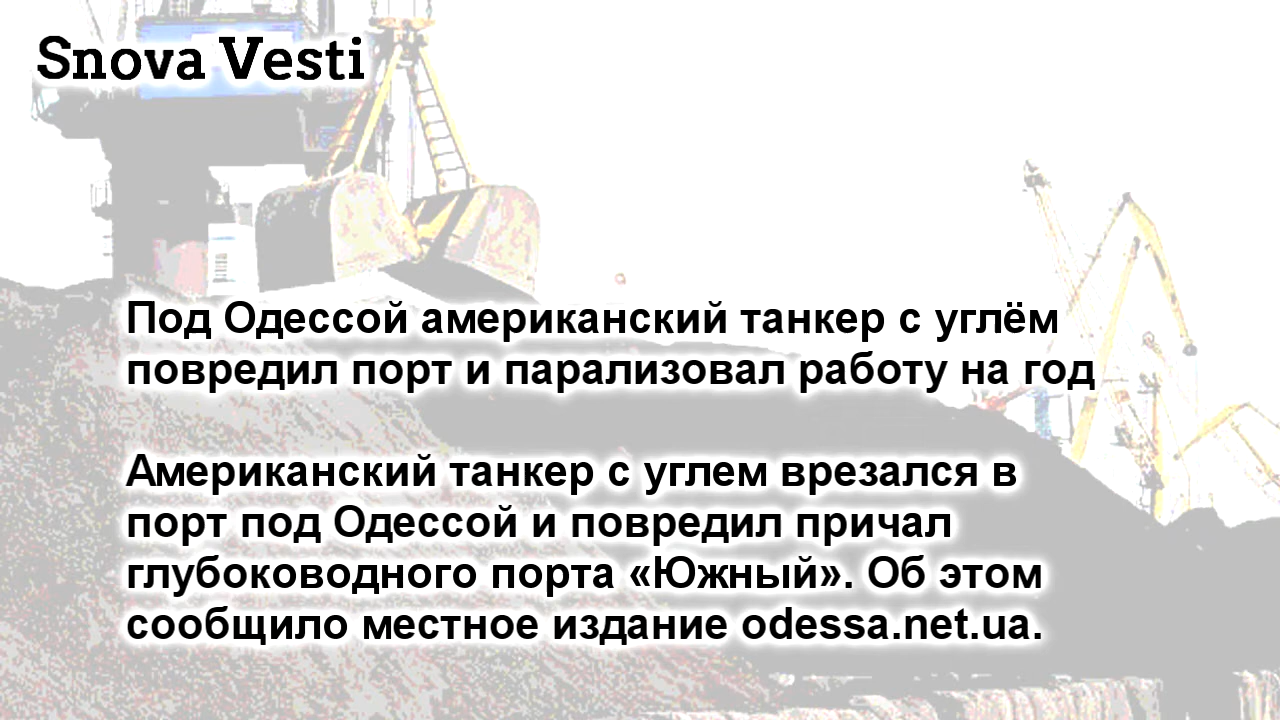 Snova Vesti
Под Одессой американский танкер с углём
повредил порт и парализовал работу на год
Американский танкер с углем врезался в
порт под Одессой и повредил причал
глубоководного порта «Южный». Об этом
сообщило местное издание odessa.net.ua.